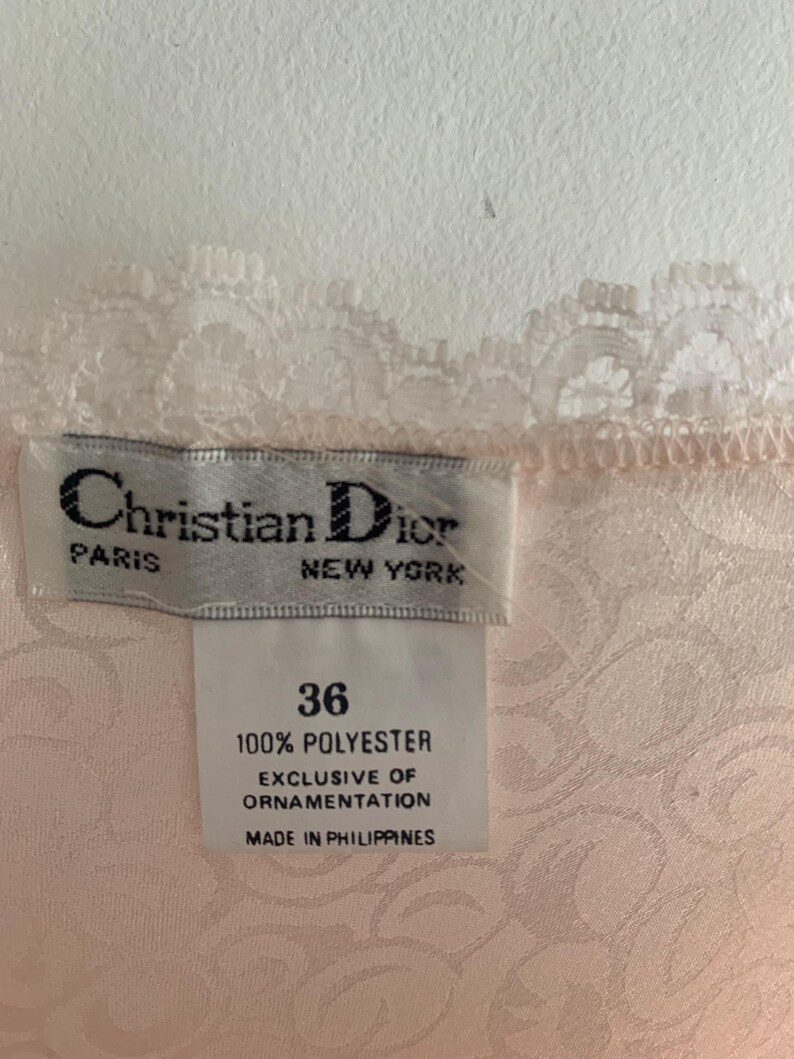 Christian Dior
PARIS NEW YORK
36
100% POLYESTER
EXCLUSIVE OF
ORNAMENTATION
MADE IN PHILIPPINES